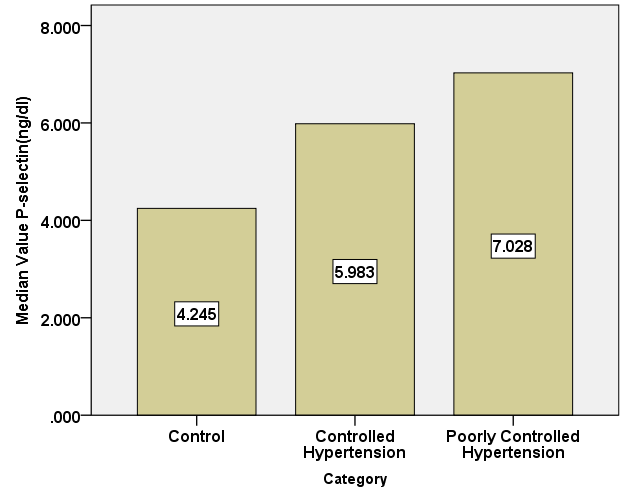 8.000
6.000
4.000
2.000
.000
Median Value P-selectin(ng/dl)
4.245
5.983
7.028
Control
Controlled
Hypertension
Poorly Controlled
Hypertension
Category